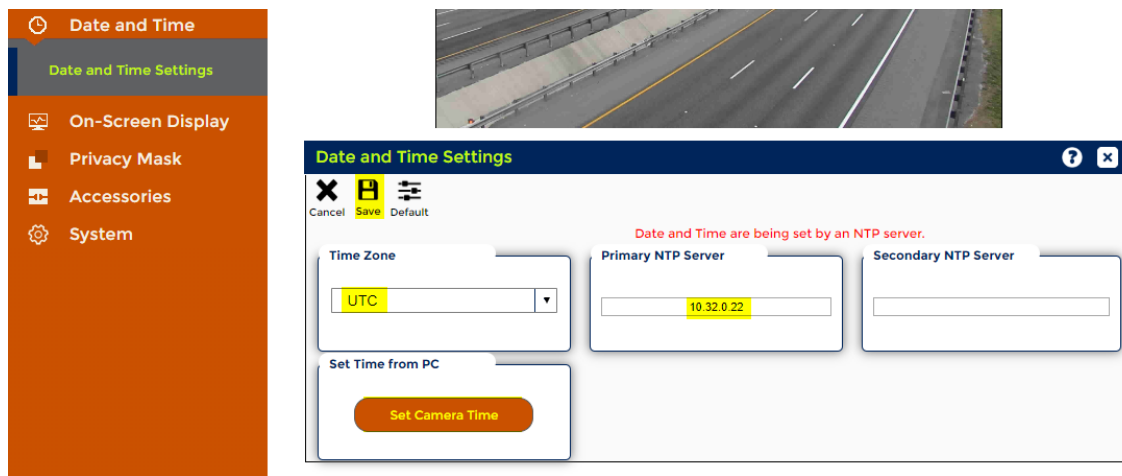 Date and Time
Date and Time Settings
On-Screen Display
Privacy Mask
Accessories
System
Date and Time Settings
?
Cancel Save Default
Date and Time are being set by an NTP server.
Time Zone
UTC
Primary NTP Server
10.32.0.22
Secondary NTP Server
Set Time from PC
Set Camera Time